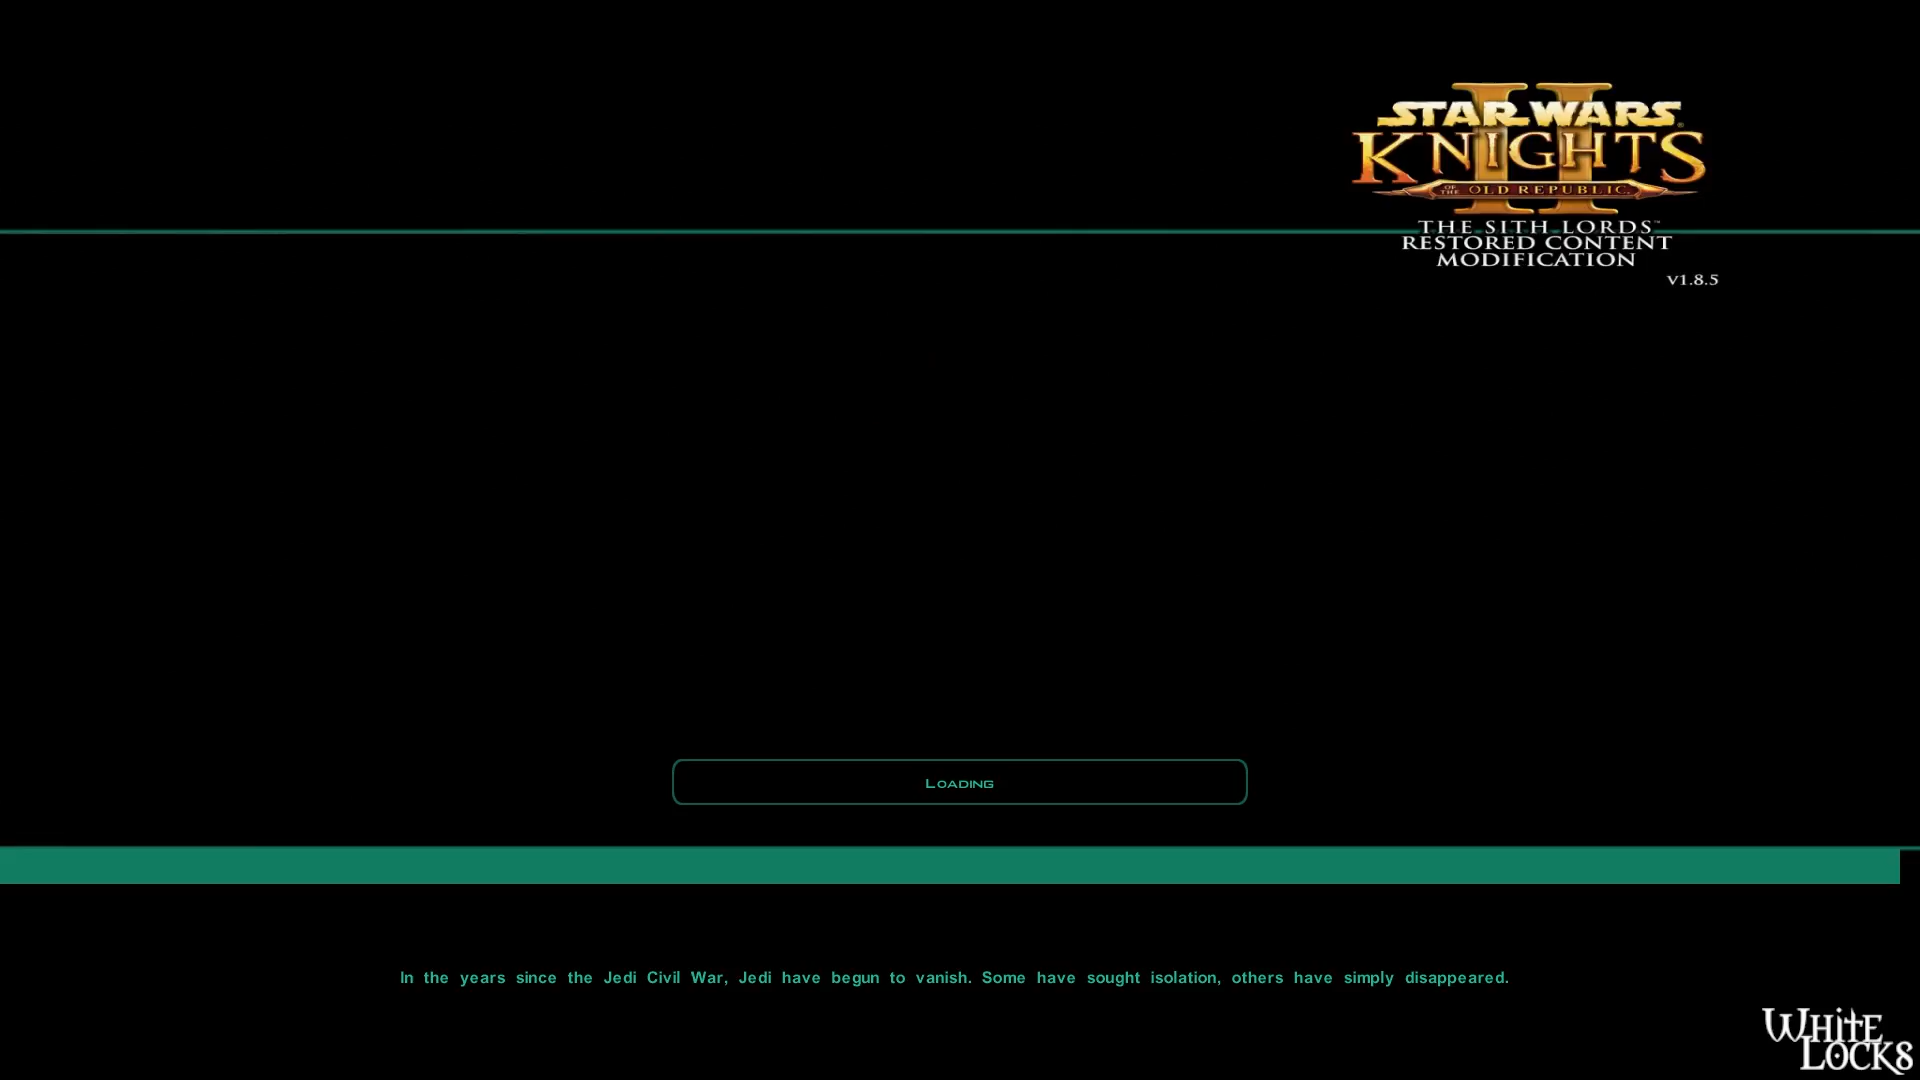 II
STAR WARS
KNIGHTS
OF THE OLD REPUBLIC
THE SITH LORDS™
RESTORED CONTENT
MODIFICATION
v1.8.5
Loading
In the years since the Jedi Civil War, Jedi have begun to vanish. Some have sought isolation, others have simply disappeared.
WHITE
LOCKS